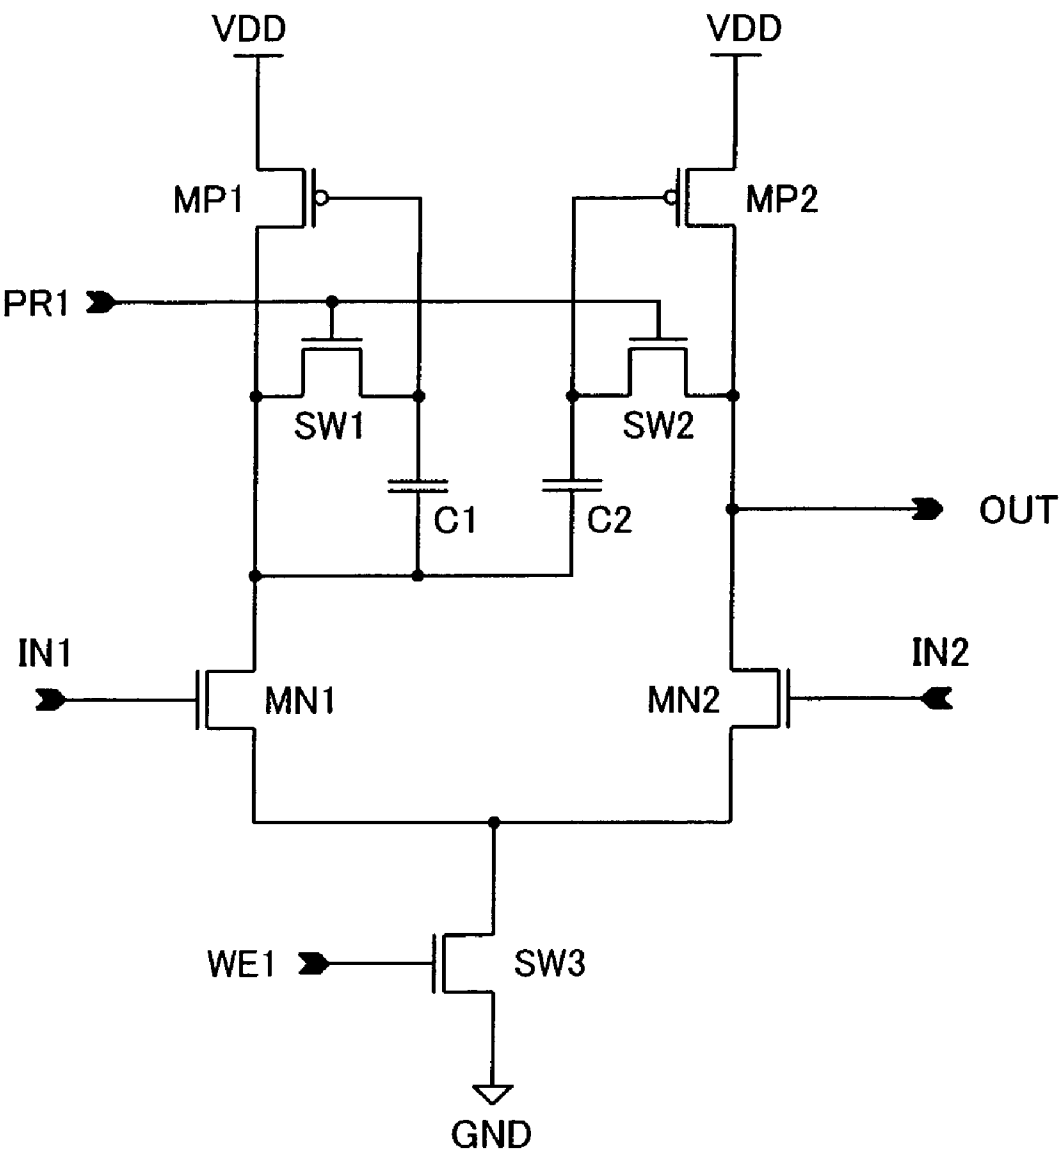 VDD VDD
MP1 MP2
PR1
SW1 SW2
C1 C2 OUT
IN1 IN2
MN1 MN2
WE1 SW3
GND